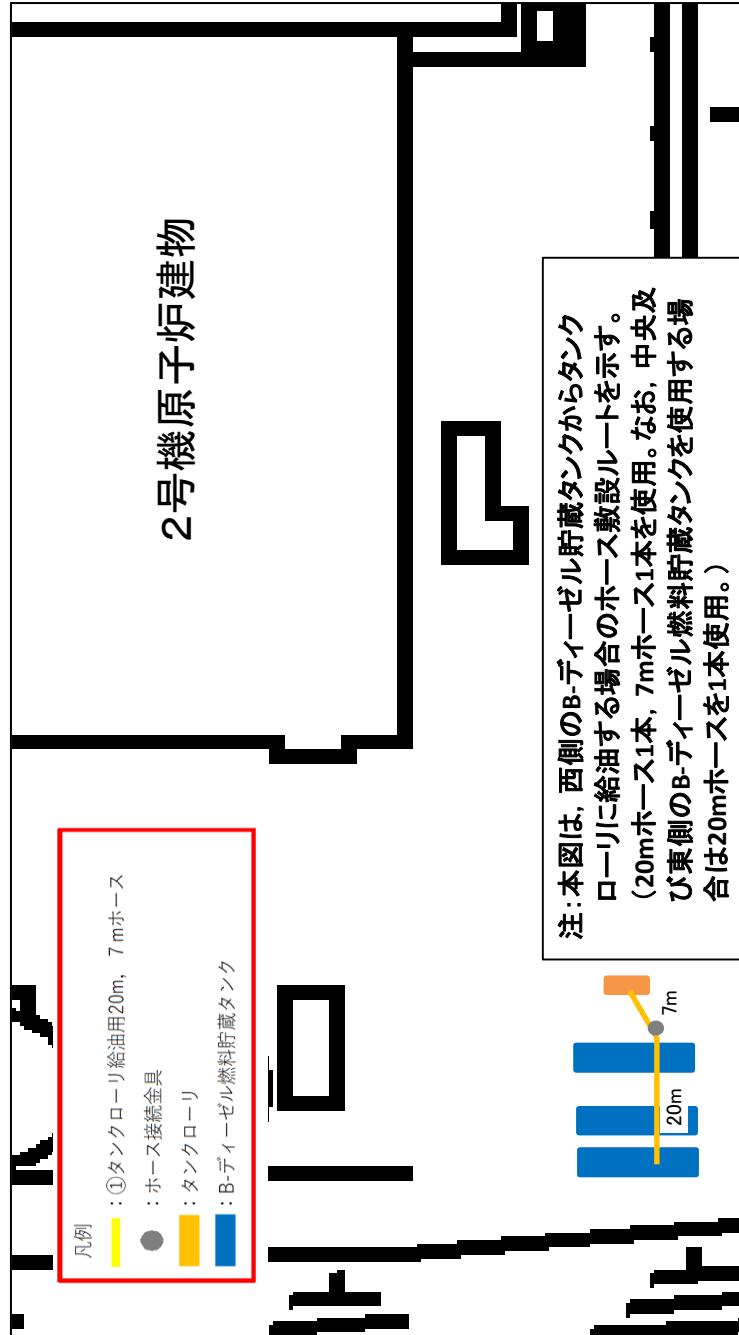 2号機原子炉建物
凡例
：①タンクローリ給油用20m，7mホース
：ホース接続金具
：タンクローリ
：B-ディーゼル燃料貯蔵タンク
注：本図は，西側のB-ディーゼル貯蔵タンクからタンク
ローリに給油する場合のホース敷設ルートを示す。
（20mホース1本，7mホース1本を使用。なお，中央及
び東側のB-ディーゼル燃料貯蔵タンクを使用する場
合は20mホースを1本使用。）
7m
20m